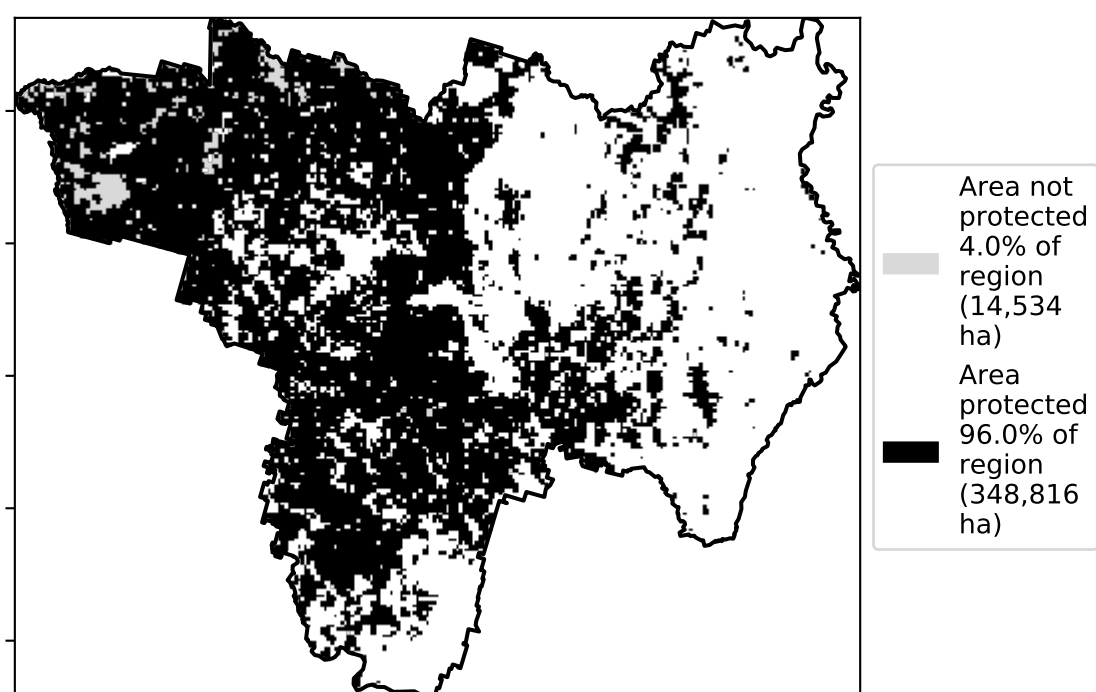 Area not
protected
4.0% of
region
(14,534
ha)
Area
protected
96.0% of
region
(348,816
ha)